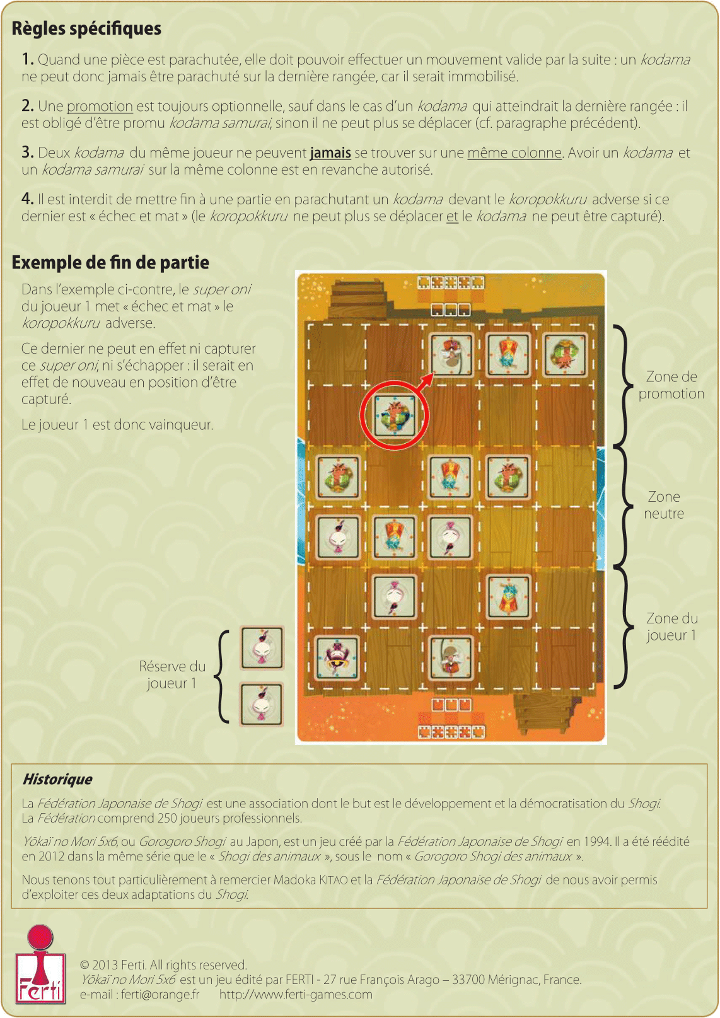 Règles spécifiques
1. Quand une pièce est parachutée, elle doit pouvoir effectuer un mouvement valide par la suite : un kodama
ne peut donc jamais être parachuté sur la dernière rangée, car il serait immobilisé.
2. Une promotion est toujours optionnelle, sauf dans le cas d'un kodama qui atteindrait la dernière rangée : il
est obligé d'être promu kodama samurai, sinon il ne peut plus se déplacer (cf. paragraphe précédent).
3. Deux kodama du même joueur ne peuvent jamais se trouver sur une même colonne. Avoir un kodama et
un kodama samurai sur la même colonne est en revanche autorisé.
4. Il est interdit de mettre fin à une partie en parachutant un kodama devant le koropokkuru adverse si ce
dernier est « échec et mat » (le koropokkuru ne peut plus se déplacer et le kodama ne peut être capturé).
Exemple de fin de partie
Dans l'exemple ci-contre, le super oni
du joueur 1 met « échec et mat » le
koropokkuru adverse.
Ce dernier ne peut en effet ni capturer
ce super oni, ni s'échapper : il serait en
effet de nouveau en position d'être
capturé.
Le joueur 1 est donc vainqueur.
Zone de
promotion
Zone
neutre
Zone du
joueur 1
Réserve du
joueur 1
Historique
La Fédération Japonaise de Shogi est une association dont le but est le développement et la démocratisation du Shogi.
La Fédération comprend 250 joueurs professionnels.
Yōkaï no Mori 5x6, ou Gorogoro Shogi au Japon, est un jeu créé par la Fédération Japonaise de Shogi en 1994. Il a été réédité
en 2012 dans la même série que le « Shogi des animaux », sous le nom « Gorogoro Shogi des animaux ».
Nous tenons tout particulièrement à remercier Madoka KITAO et la Fédération Japonaise de Shogi de nous avoir permis
d'exploiter ces deux adaptations du Shogi.
Ferti
© 2013 Ferti. All rights reserved.
Yōkaï no Mori 5x6 est un jeu édité par FERTI - 27 rue François Arago – 33700 Mérignac, France.
e-mail : ferti@orange.fr http://www.ferti-games.com